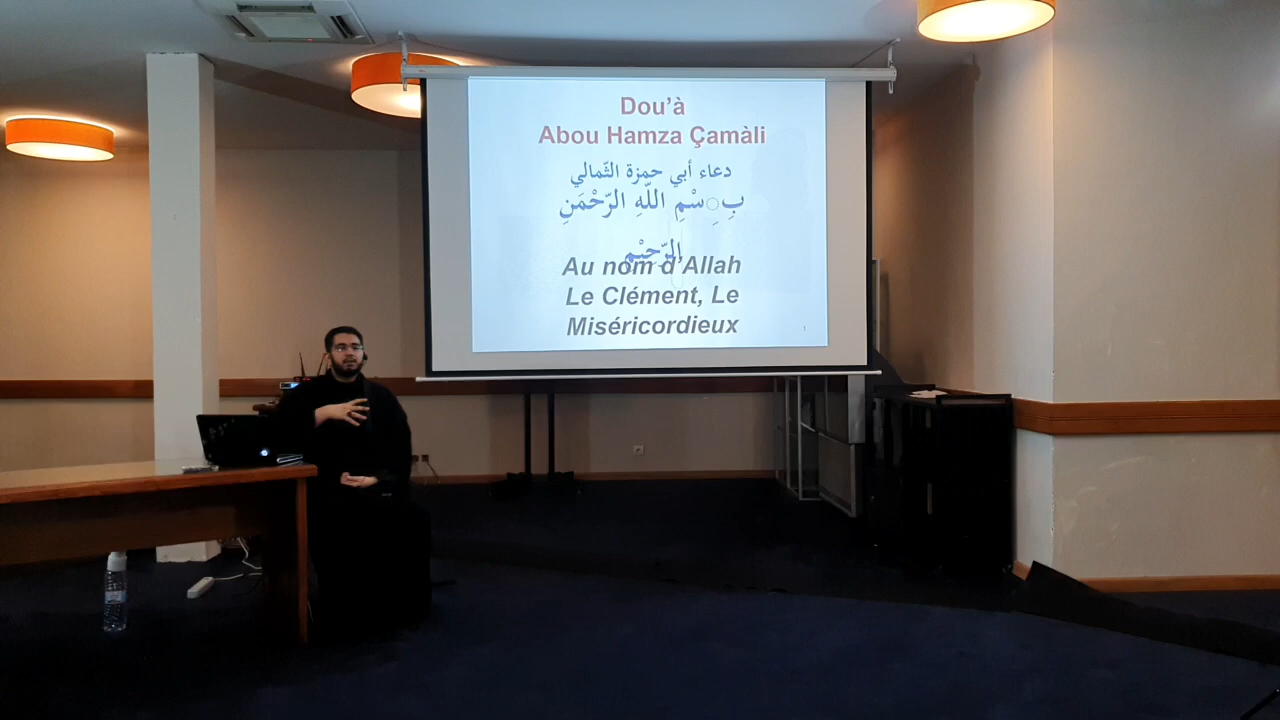 Dou'à
Abou Hamza Çamàli
دعاء أبي حمزة الثّمالي
بِ◌ِسْمِ اللّهِ الرّحْمَنِ
الرّحِيْمِ
Au nom d'Allah
Le Clément, Le
Miséricordieux
1